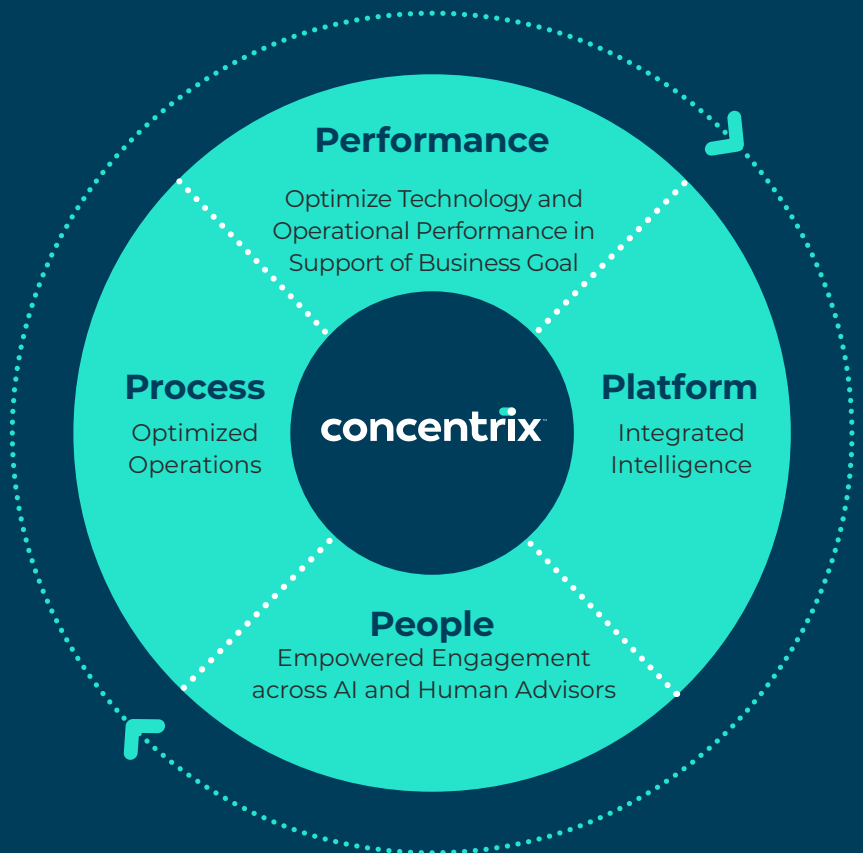 Performance
Optimize Technology and
Operational Performance in
Support of Business Goal
Process
Optimized
Operations
concentrix
Platform
Integrated
Intelligence
People
Empowered Engagement
across AI and Human Advisors